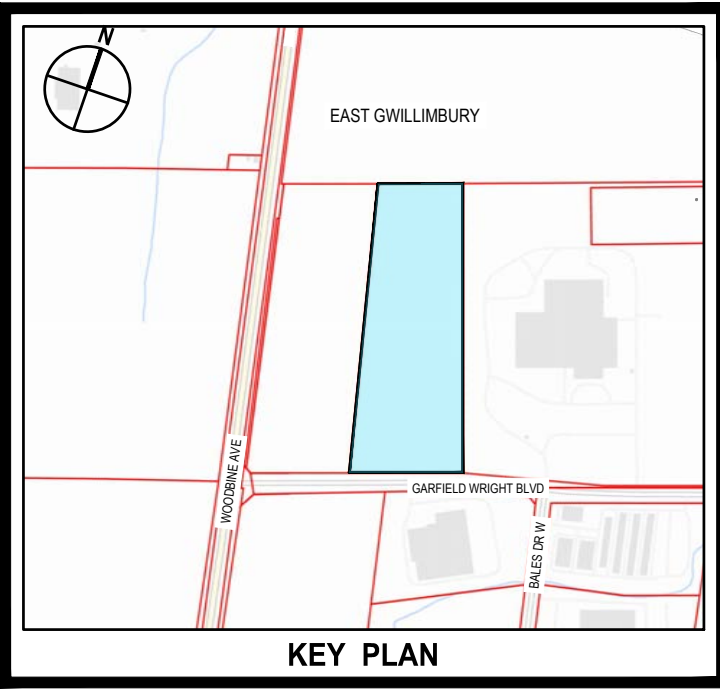 N
EAST GWILLIMBURY
WOODBINE AVE
GARFIELD WRIGHT BLVD
BALES DR W
KEY PLAN